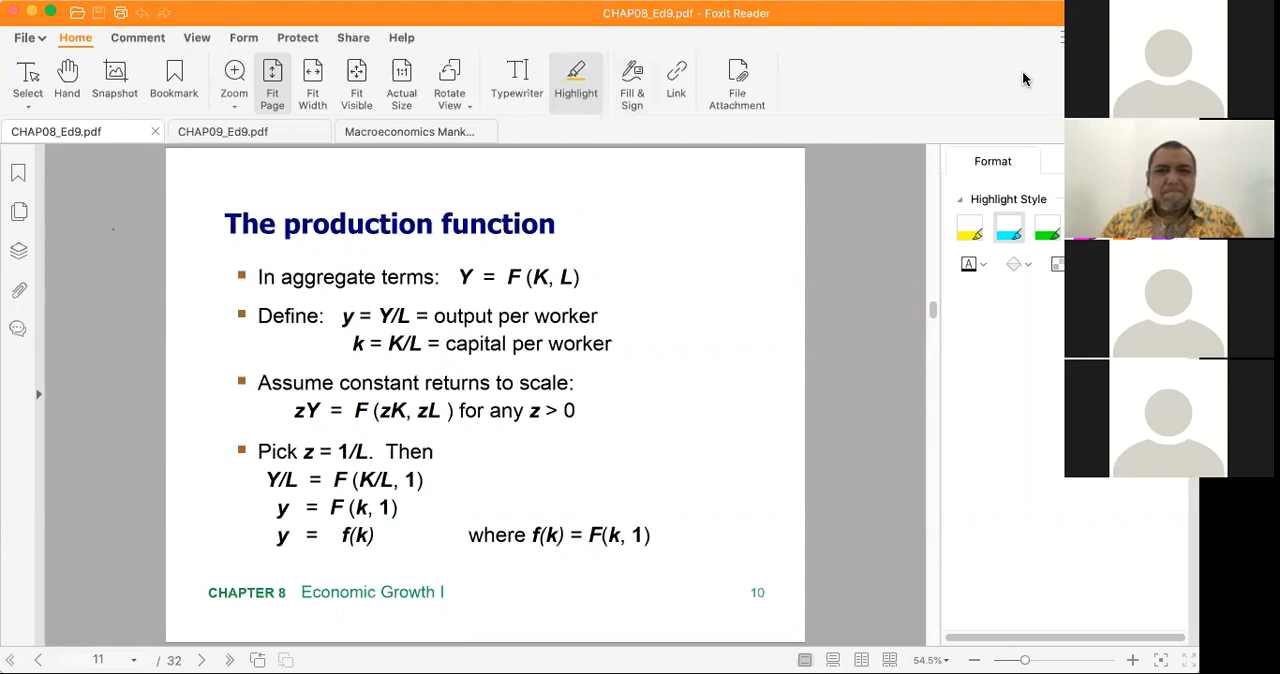 CHAP08_Ed9.pdf - Foxit Reader
File Home Comment View Form Protect Share Help
Select Hand Snapshot Bookmark Zoom Fit Page Fit Width Fit Visible Actual Size Rotate View Typewriter Highlight Fill & Sign Link File Attachment
CHAP08_Ed9.pdf CHAP09_Ed9.pdf Macroeconomics Mank...
Format
Highlight Style
The production function
In aggregate terms: Y = F (K, L)
Define: y = Y/L = output per worker
k = K/L = capital per worker
Assume constant returns to scale:
zY = F (zK, zL ) for any z > 0
Pick z = 1/L. Then
Y/L = F (K/L, 1)
y = F (k, 1)
y = f(k) where f(k) = F(k, 1)
CHAPTER 8 Economic Growth I 10
11 / 32 54.5%